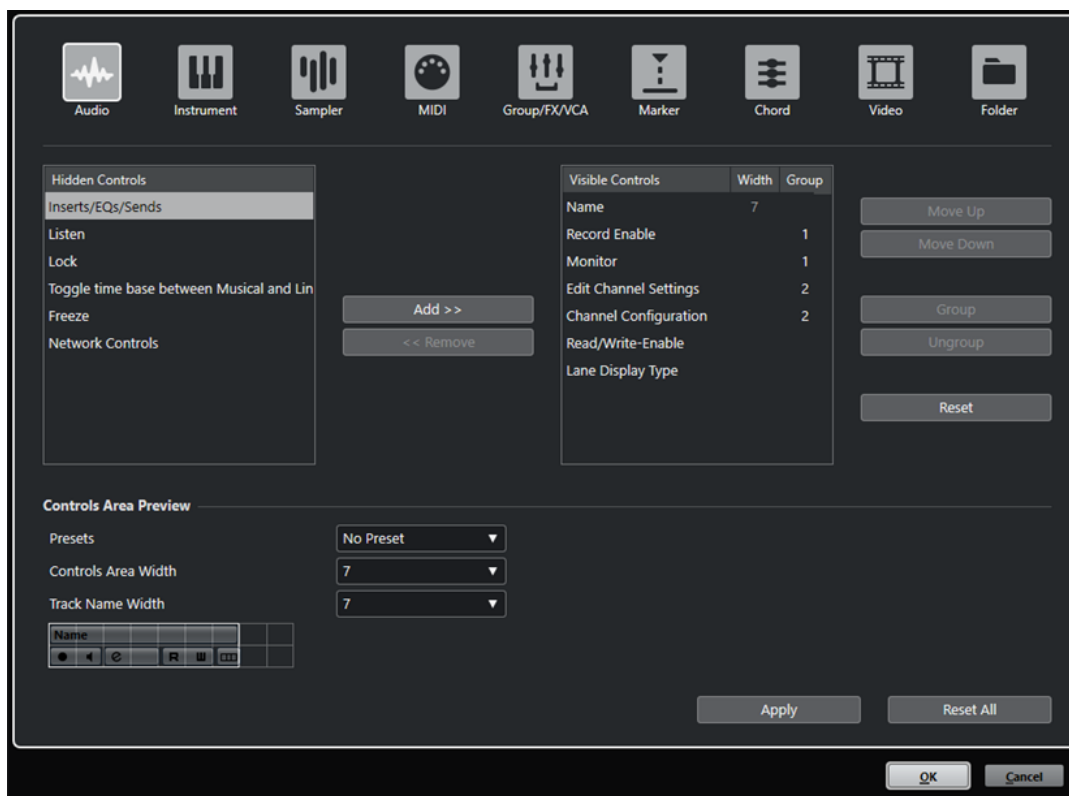 Audio Instrument Sampler MIDI Group/FX/VCA Marker Chord Video Folder
Hidden Controls
Inserts/EQs/Sends
Listen
Lock
Toggle time base between Musical and Lin
Freeze
Network Controls
Add >>
<< Remove
Visible Controls Width Group
Name 7
Record Enable 1
Monitor 1
Edit Channel Settings 2
Channel Configuration 2
Read/Write-Enable
Lane Display Type
Move Up
Move Down
Group
Ungroup
Reset
Controls Area Preview
Presets No Preset
Controls Area Width 7
Track Name Width 7
Name
e R W
Apply Reset All
OK Cancel